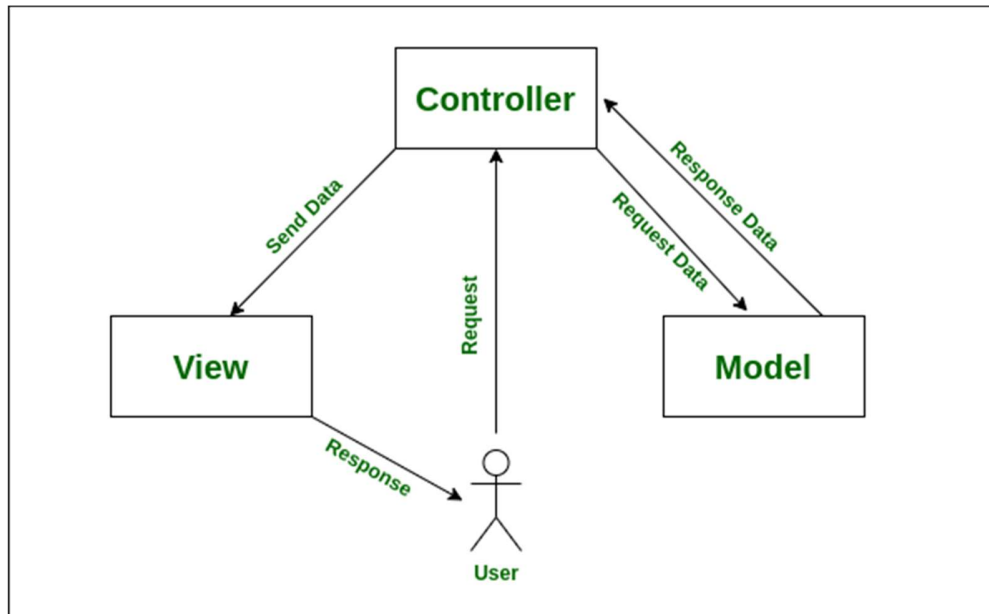 Controller
Send Data
Request
Request Data
Response Data
View
Model
Response
User